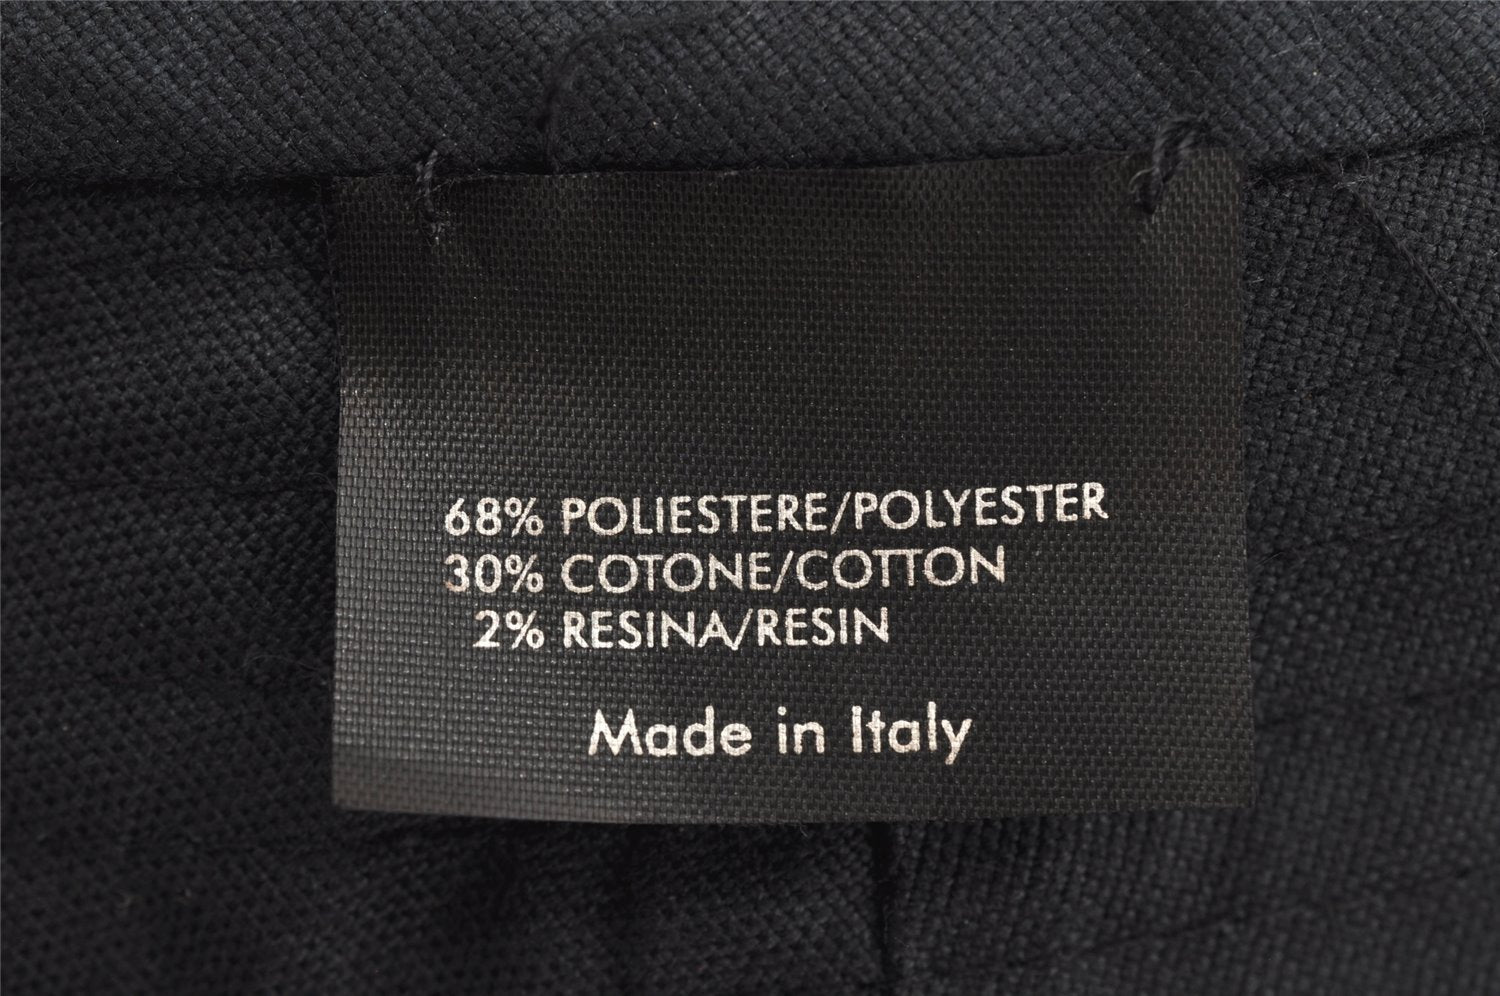 68% POLIESTERE/POLYESTER
30% COTONE/COTTON
2% RESINA/RESIN
Made in Italy